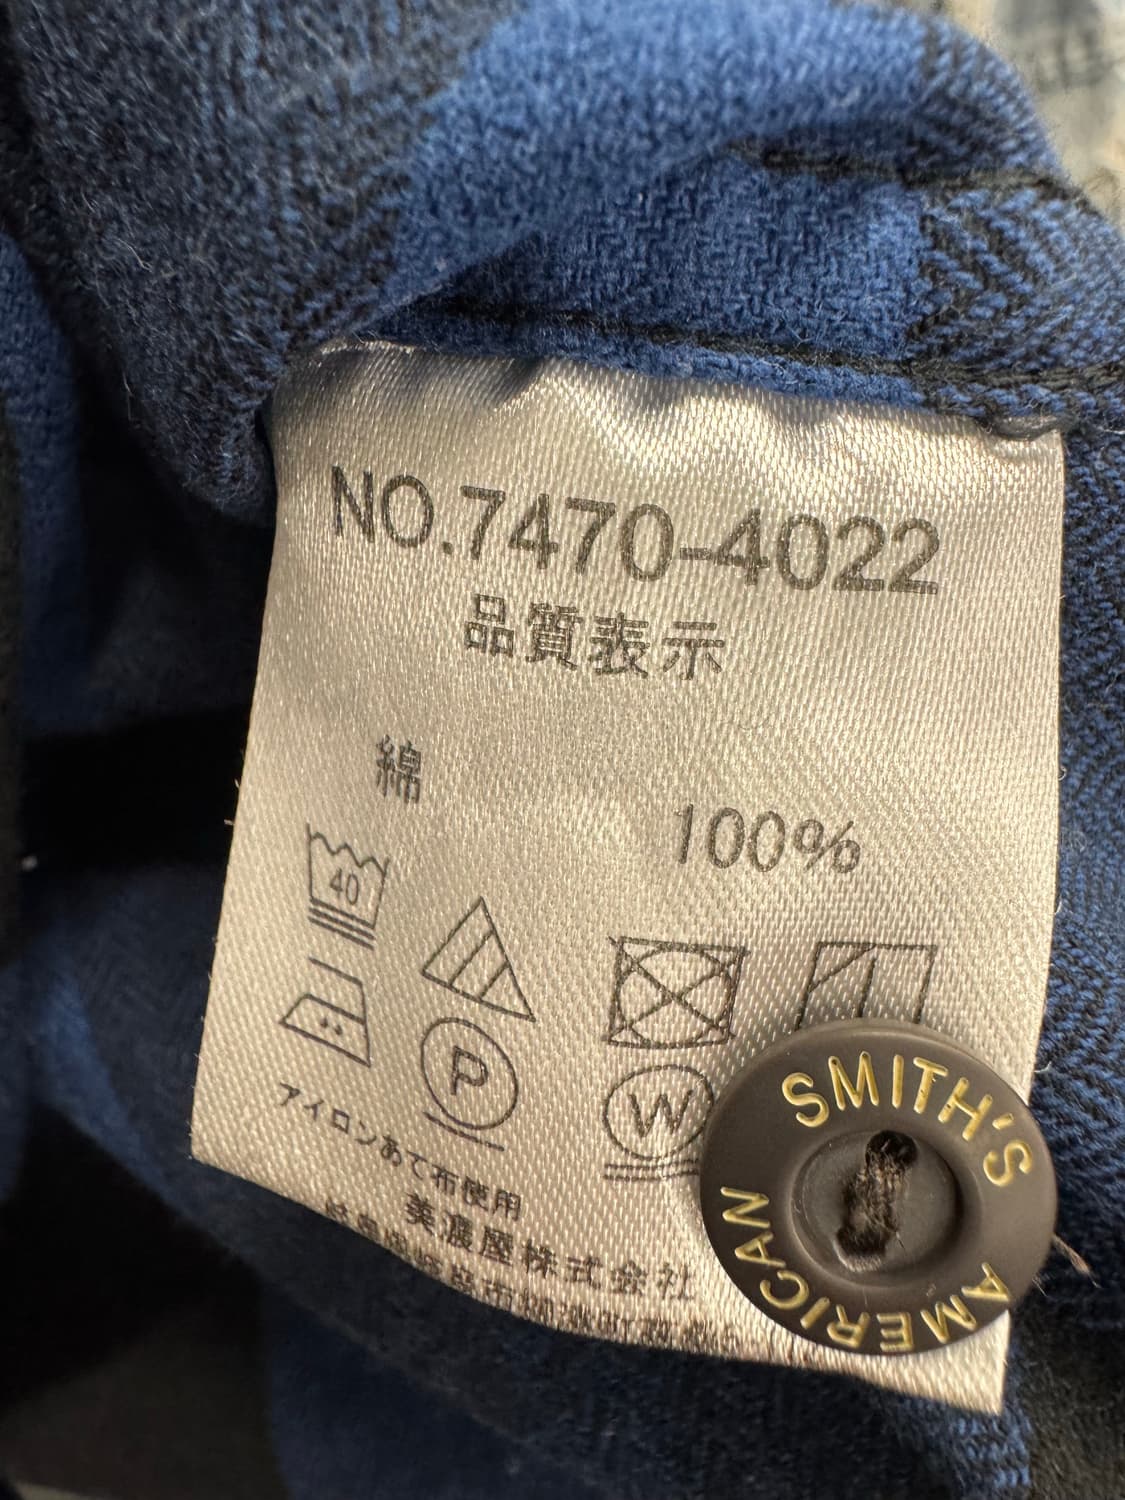 NO.7470-4022
品質表示
綿 100%
40
P
W
アイロンあて布使用
美濃屋株式会社
SMITH'S
AMERICAN